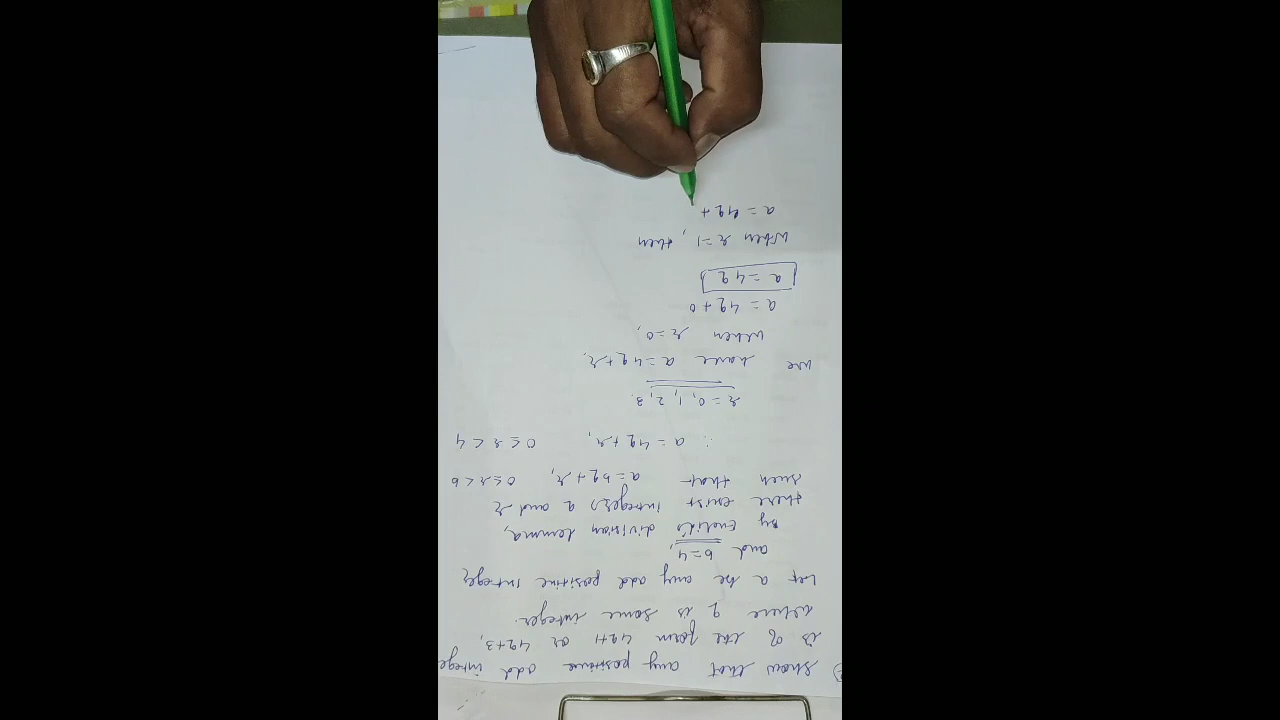 2) Show that any positive odd intege
is of the form 4q+1 or 4q+3,
where q is some integer.
Let a be any odd positive integer,
and b=4,
by Euclid's division lemma,
there exist integers q and r
such that a=bq+r, 0≤r<b
∴ a=4q+r, 0≤r<4
r=0,1,2,3.
we have a=4q+r.
When r=0,
a=4q+0
a=4q
When r=1, then
a=4q+